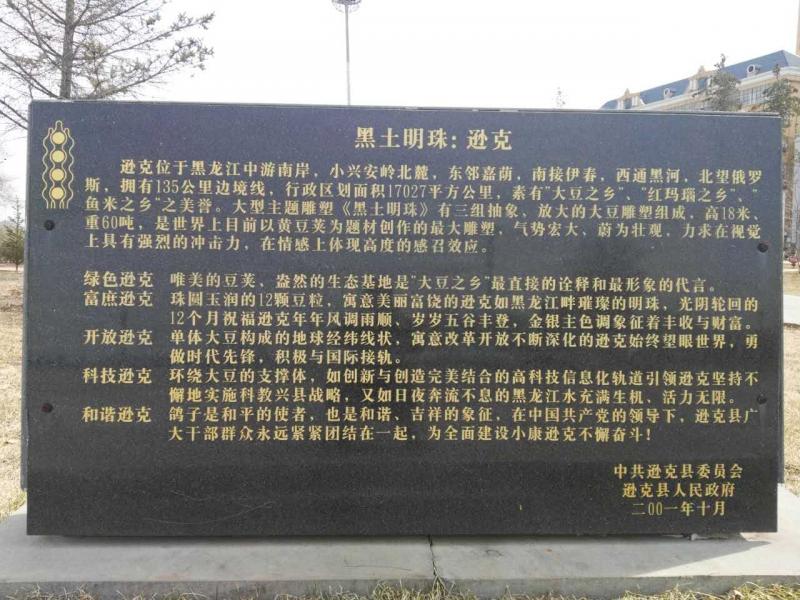 黑土明珠：逊克
逊克位于黑龙江中游南岸，小兴安岭北麓，东邻嘉荫，南接伊春，西通黑河，北望俄罗
斯，拥有135公里边境线，行政区划面积17027平方公里，素有"大豆之乡"、"红玛瑙之乡"、"
鱼米之乡"之美誉。大型主题雕塑《黑土明珠》有三组抽象、放大的大豆雕塑组成，高18米、
重60吨，是世界上目前以黄豆荚为题材创作的最大雕塑，气势宏大、蔚为壮观，力求在视觉
上具有强烈的冲击力，在情感上体现高度的感召效应。
绿色逊克 唯美的豆荚、盎然的生态基地是"大豆之乡"最直接的诠释和最形象的代言。
富庶逊克 珠圆玉润的12颗豆粒，寓意美丽富饶的逊克如黑龙江畔璀璨的明珠、光阴轮回的
12个月祝福逊克年年风调雨顺、岁岁五谷丰登，金银主色调象征着丰收与财富。
开放逊克 单体大豆构成的地球经纬线状，寓意改革开放不断深化的逊克始终望眼世界，勇
做时代先锋，积极与国际接轨。
科技逊克 环绕大豆的支撑体，如创新与创造完美结合的高科技信息化轨道引领逊克坚持不
懈地实施科教兴县战略，又如日夜奔流不息的黑龙江水充满生机、活力无限。
和谐逊克 鸽子是和平的使者，也是和谐、吉祥的象征，在中国共产党的领导下，逊克县广
大干部群众永远紧紧团结在一起，为全面建设小康逊克不懈奋斗！
中共逊克县委员会
逊克县人民政府
二00一年十月